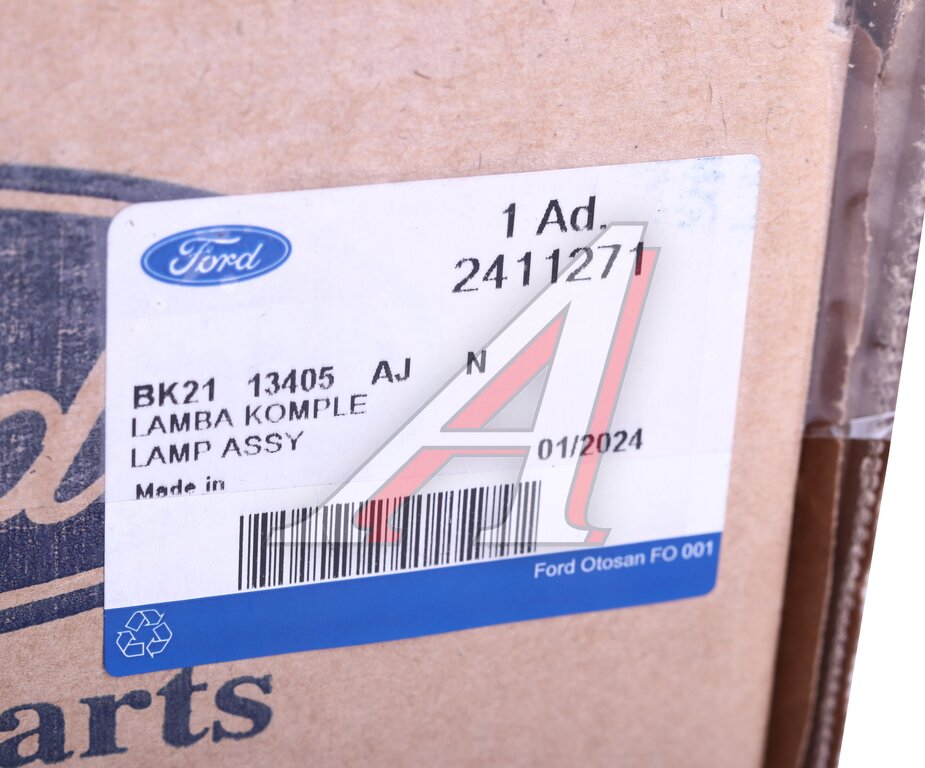 Ford
1 Ad.
2411271
BK21 13405 AJ N
LAMBA KOMPLE
LAMP ASSY
01/2024
Made in
Ford Otosan FO 001
arts